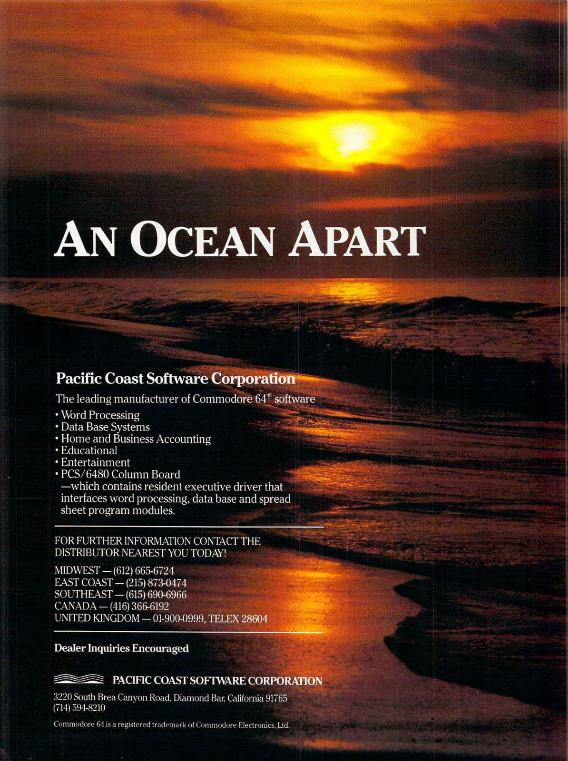 AN OCEAN APART
Pacific Coast Software Corporation
The leading manufacturer of Commodore 64* software
• Word Processing
• Data Base Systems
• Home and Business Accounting
• Educational
• Entertainment
• PCS/6480 Column Board
—which contains resident executive driver that
interfaces word processing, data base and spread
sheet program modules.
FOR FURTHER INFORMATION CONTACT THE
DISTRIBUTOR NEAREST YOU TODAY!
MIDWEST — (612) 665-6724
EAST COAST — (215) 873-0474
SOUTHEAST — (615) 690-6966
CANADA — (416) 366-6192
UNITED KINGDOM — 01-900-0999, TELEX 28604
Dealer Inquiries Encouraged
PACIFIC COAST SOFTWARE CORPORATION
3220 South Brea Canyon Road, Diamond Bar, California 91765
(714) 594-8210
Commodore 64 is a registered trademark of Commodore Electronics, Ltd.